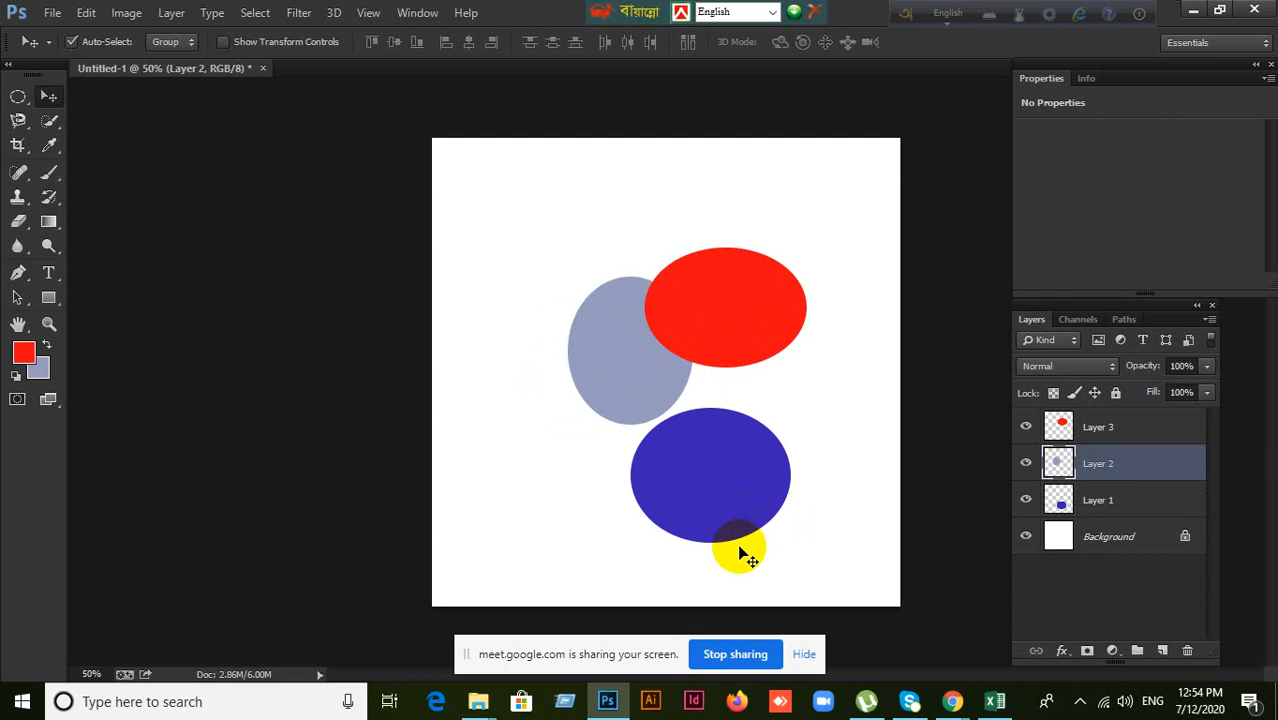 Ps File Edit Image Layer Type Select Filter 3D View Help
বায়ান্নো English
English
Auto-Select: Group Show Transform Controls 3D Mode: Essentials
Untitled-1 @ 50% (Layer 2, RGB/8) *
Properties Info
No Properties
Layers Channels Paths
Kind
Normal Opacity: 100%
Lock: Fill: 100%
Layer 3
Layer 2
Layer 1
Background
meet.google.com is sharing your screen. Stop sharing Hide
50% Doc: 2.86M/6.00M
Type here to search Ps Ai Id ENG 12:54 PM
7/12/2020